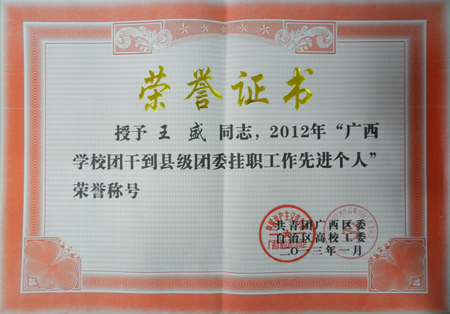 荣誉证书
授予 王 盛 同志，2012年“广西
学校团干到县级团委挂职工作先进个人”
荣誉称号
共青团广西区委
自治区高校工委
二〇一三年一月